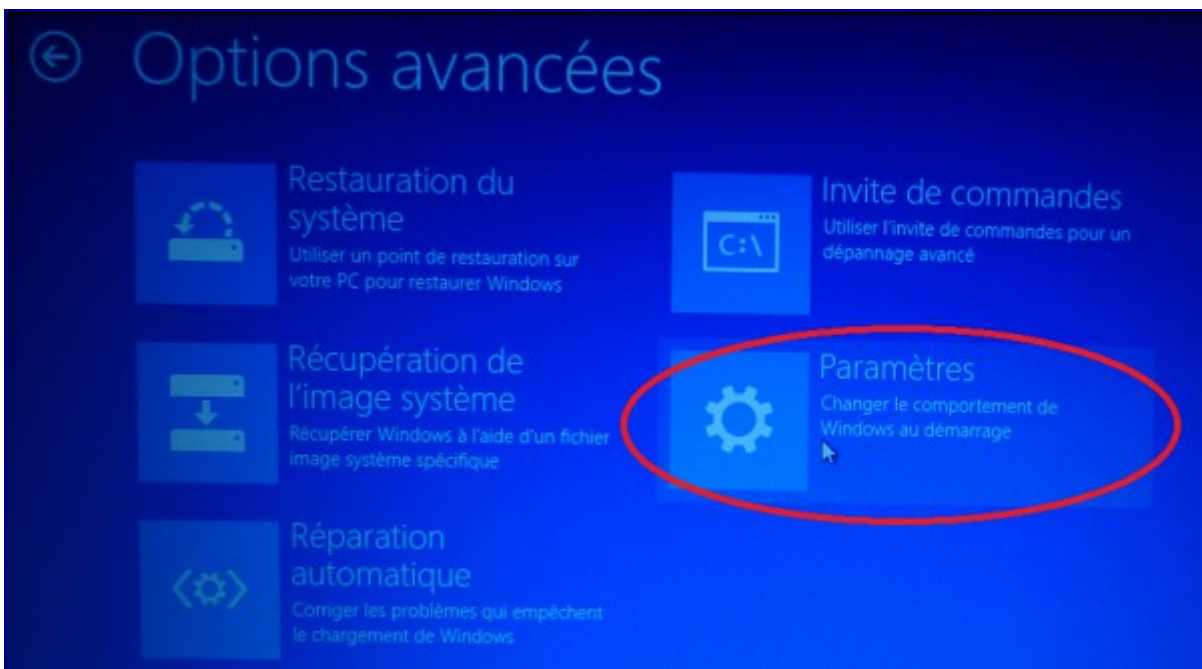 Options avancées
Restauration du
système
Utiliser un point de restauration sur
votre PC pour restaurer Windows
Récupération de
l'image système
Récupérer Windows à l'aide d'un fichier
image système spécifique
Réparation
automatique
Corriger les problèmes qui empêchent
le chargement de Windows
C:\
Invite de commandes
Utiliser l'invite de commandes pour un
dépannage avancé
Paramètres
Changer le comportement de
Windows au démarrage